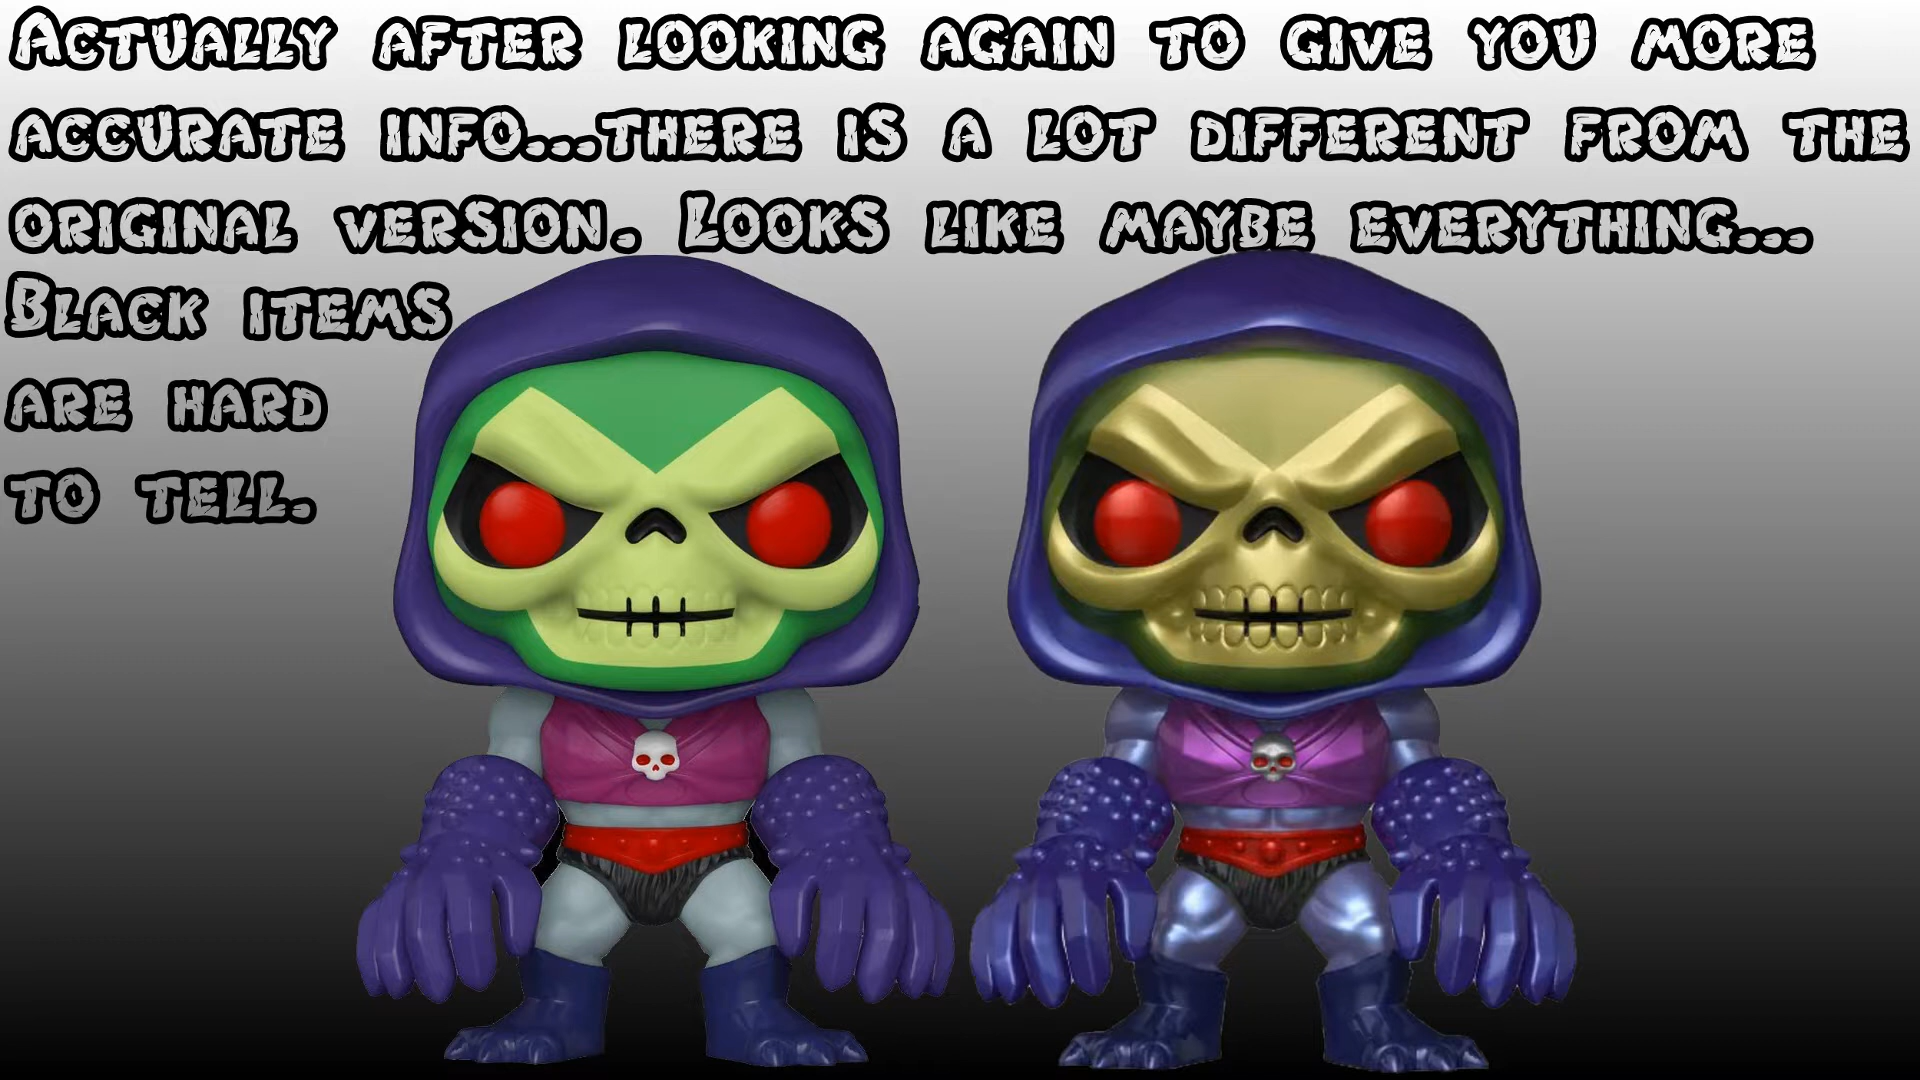 Actually after looking again to give you more
accurate info...there is a lot different from the
original version. Looks like maybe everything...
Black items
are hard
to tell.